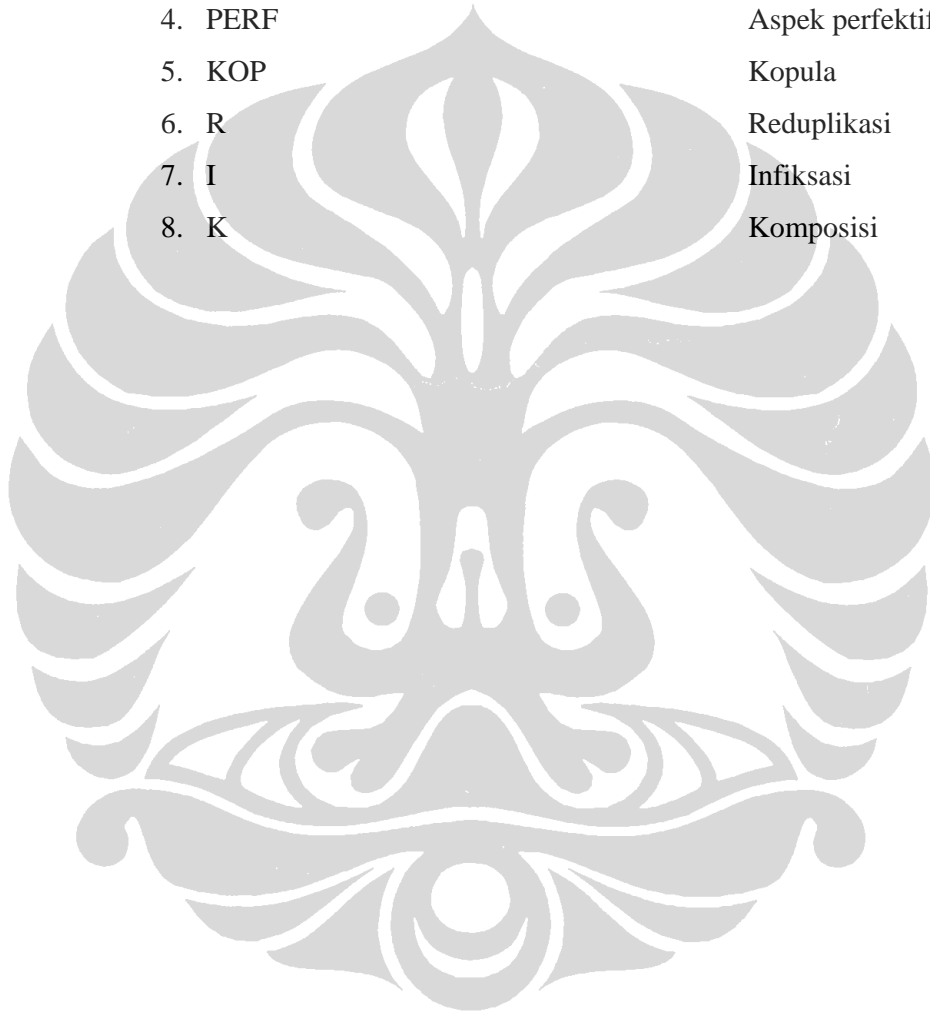 4. PERF Aspek perfektif
5. KOP Kopula
6. R Reduplikasi
7. I Infiksasi
8. K Komposisi